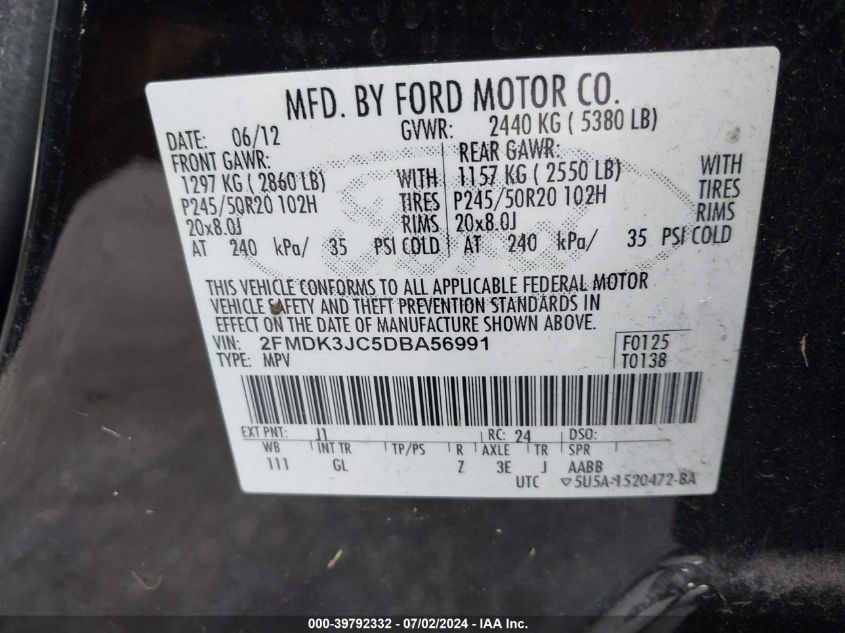 MFD. BY FORD MOTOR CO.
DATE: 06/12 GVWR: 2440 KG ( 5380 LB)
FRONT GAWR: REAR GAWR:
1297 KG ( 2860 LB) WITH 1157 KG ( 2550 LB) WITH
P245/50R20 102H TIRES P245/50R20 102H TIRES
20x8.0J RIMS 20x8.0J RIMS
AT 240 kPa/ 35 PSI COLD AT 240 kPa/ 35 PSI COLD
THIS VEHICLE CONFORMS TO ALL APPLICABLE FEDERAL MOTOR
VEHICLE SAFETY AND THEFT PREVENTION STANDARDS IN
EFFECT ON THE DATE OF MANUFACTURE SHOWN ABOVE.
VIN: 2FMDK3JC5DBA56991 F0125
TYPE: MPV T0138
EXT PNT: J1 RC: 24 DSO:
WB INT TR TP/PS R AXLE TR SPR
111 GL Z 3E J AABB
UTC ▽5U5A-1520472-BA
000-39792332 / 07/02/2024 - IAA Inc.